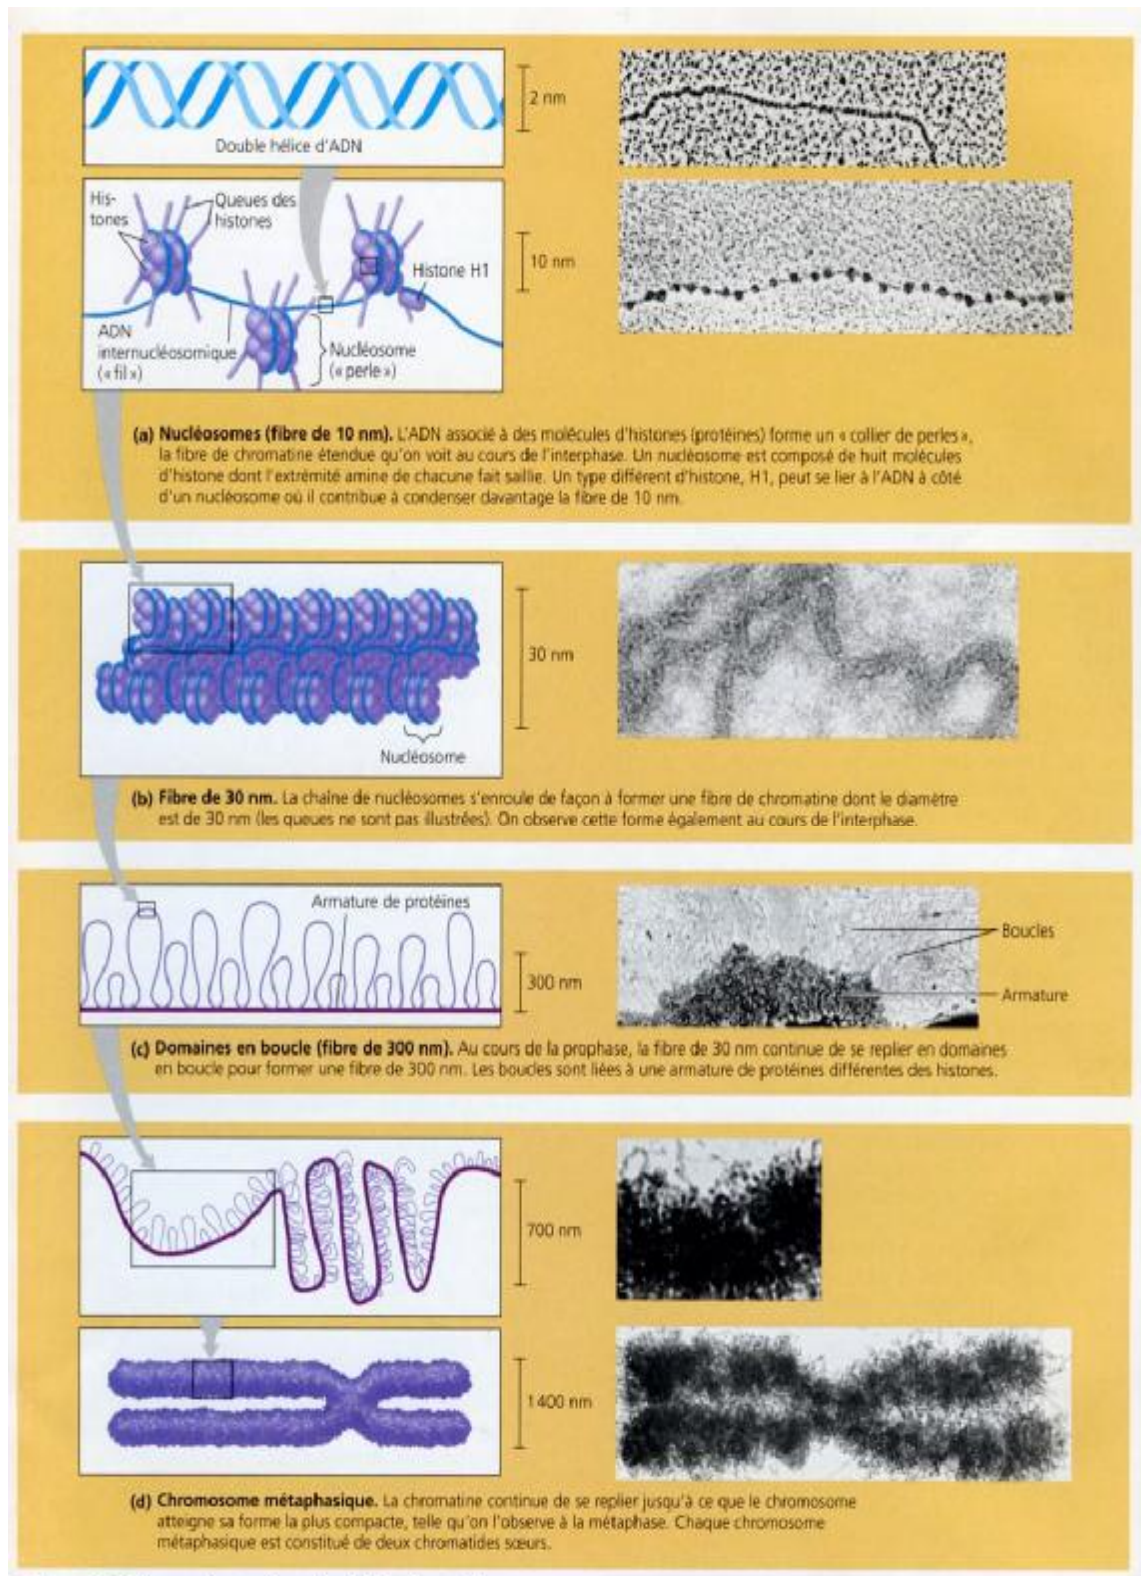 2 nm
Double hélice d'ADN
His-
tones
Queues des
histones
10 nm
Histone H1
ADN
internucléosomique
(« fil »)
Nucléosome
(« perle »)
(a) Nucléosomes (fibre de 10 nm). L'ADN associé à des molécules d'histones (protéines) forme un « collier de perles »,
la fibre de chromatine étendue qu'on voit au cours de l'interphase. Un nucléosome est composé de huit molécules
d'histone dont l'extrémité amine de chacune fait saillie. Un type différent d'histone, H1, peut se lier à l'ADN à côté
d'un nucléosome où il contribue à condenser davantage la fibre de 10 nm.
30 nm
Nucléosome
(b) Fibre de 30 nm. La chaîne de nucléosomes s'enroule de façon à former une fibre de chromatine dont le diamètre
est de 30 nm (les queues ne sont pas illustrées). On observe cette forme également au cours de l'interphase.
Armature de protéines
300 nm
Boucles
Armature
(c) Domaines en boucle (fibre de 300 nm). Au cours de la prophase, la fibre de 30 nm continue de se replier en domaines
en boucle pour former une fibre de 300 nm. Les boucles sont liées à une armature de protéines différentes des histones.
700 nm
1 400 nm
(d) Chromosome métaphasique. La chromatine continue de se replier jusqu'à ce que le chromosome
atteigne sa forme la plus compacte, telle qu'on l'observe à la métaphase. Chaque chromosome
métaphasique est constitué de deux chromatides sœurs.